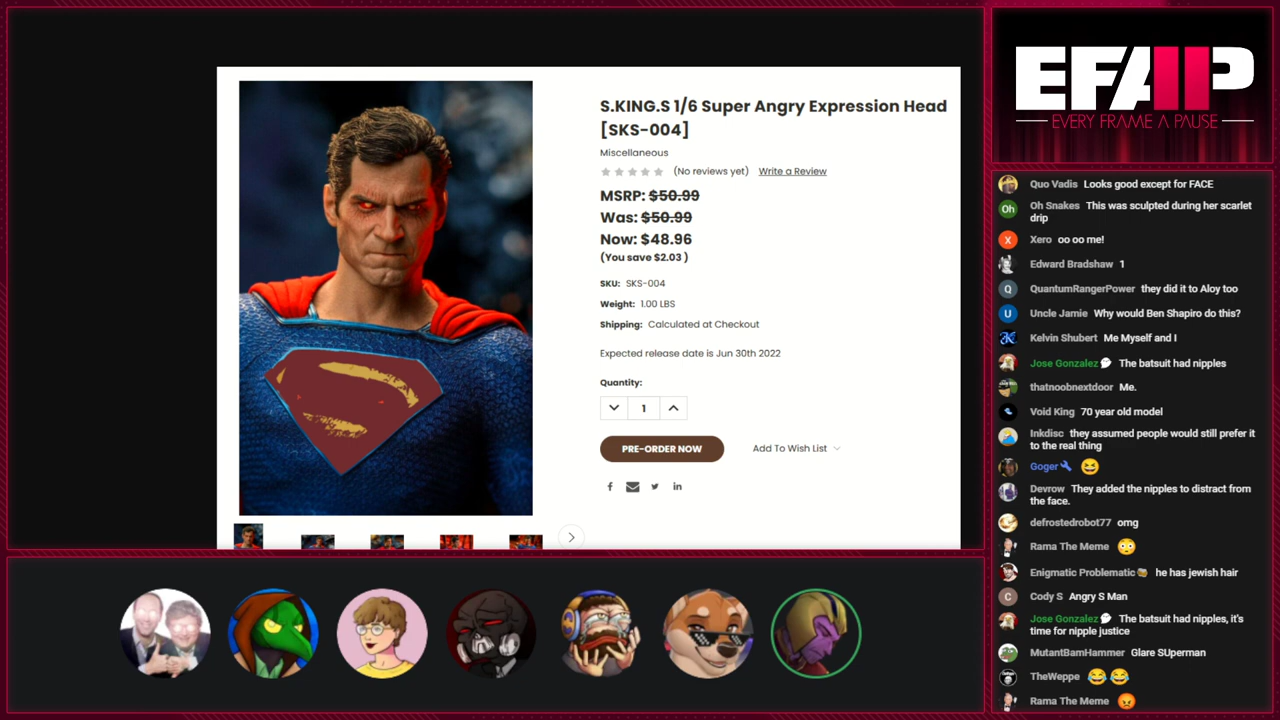 S.KING.S 1/6 Super Angry Expression Head
[SKS-004]
Miscellaneous
(No reviews yet) Write a Review
MSRP: $50.99
Was: $50.99
Now: $48.96
(You save $2.03 )
SKU: SKS-004
Weight: 1.00 LBS
Shipping: Calculated at Checkout
Expected release date is Jun 30th 2022
Quantity:
1
PRE-ORDER NOW
Add To Wish List
EFAP
EVERY FRAME A PAUSE
Quo Vadis Looks good except for FACE
Oh Snakes This was sculpted during her scarlet
drip
Xero oo oo me!
Edward Bradshaw 1
QuantumRangerPower they did it to Aloy too
Uncle Jamie Why would Ben Shapiro do this?
Kelvin Shubert Me Myself and I
Jose Gonzalez The batsuit had nipples
thatnoobnextdoor Me.
Void King 70 year old model
Inkdisc they assumed people would still prefer it
to the real thing
Goger 😆
Devrow They added the nipples to distract from
the face.
defrostedrobot77 omg
Rama The Meme 😳
Enigmatic Problematic he has jewish hair
Cody S Angry S Man
Jose Gonzalez The batsuit had nipples, it's
time for nipple justice
MutantBamHammer Glare SUperman
TheWeppe 😂😂
Rama The Meme 😡
Oh
X
Q
U
C